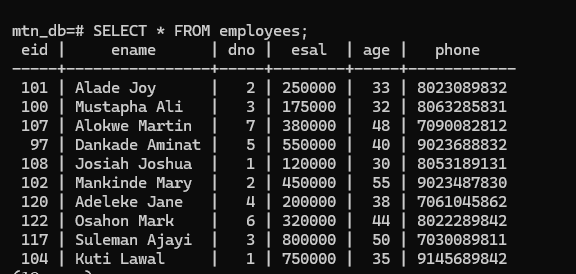 mtn_db=# SELECT * FROM employees;
 eid |     ename      | dno |  esal  | age |   phone
-----+----------------+-----+--------+-----+------------
 101 | Alade Joy      |   2 | 250000 |  33 | 8023089832
 100 | Mustapha Ali   |   3 | 175000 |  32 | 8063285831
 107 | Alokwe Martin  |   7 | 380000 |  48 | 7090082812
  97 | Dankade Aminat |   5 | 550000 |  40 | 9023688832
 108 | Josiah Joshua  |   1 | 120000 |  30 | 8053189131
 102 | Mankinde Mary  |   2 | 450000 |  55 | 9023487830
 120 | Adeleke Jane   |   4 | 200000 |  38 | 7061045862
 122 | Osahon Mark    |   6 | 320000 |  44 | 8022289842
 117 | Suleman Ajayi  |   3 | 800000 |  50 | 7030089811
 104 | Kuti Lawal     |   1 | 750000 |  35 | 9145689842